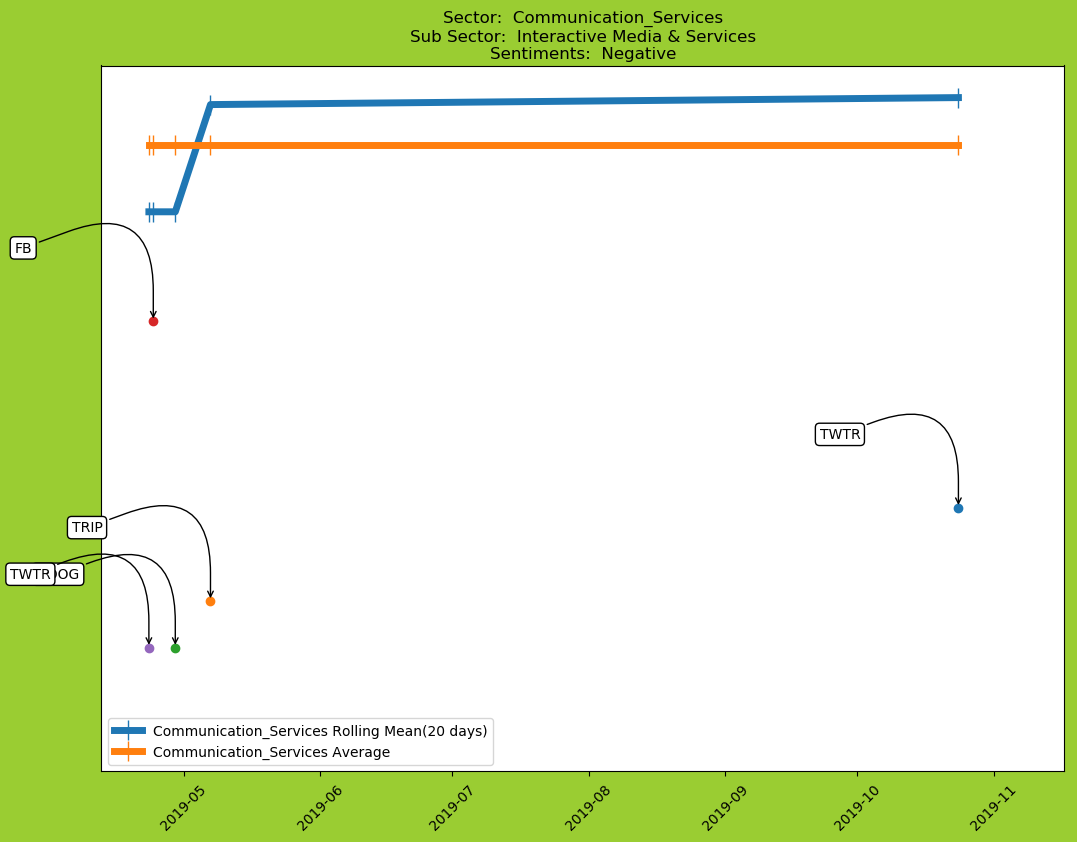 Sector:  Communication_Services
Sub Sector:  Interactive Media & Services
Sentiments:  Negative
FB
TWTR
TRIP
TWTR
OG
Communication_Services Rolling Mean(20 days)
Communication_Services Average
2019-05
2019-06
2019-07
2019-08
2019-09
2019-10
2019-11